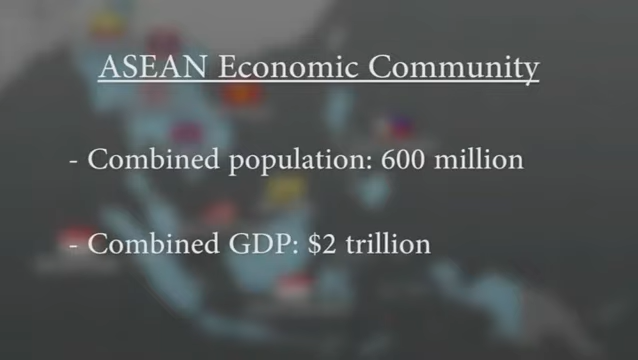 ASEAN Economic Community
- Combined population: 600 million
- Combined GDP: $2 trillion